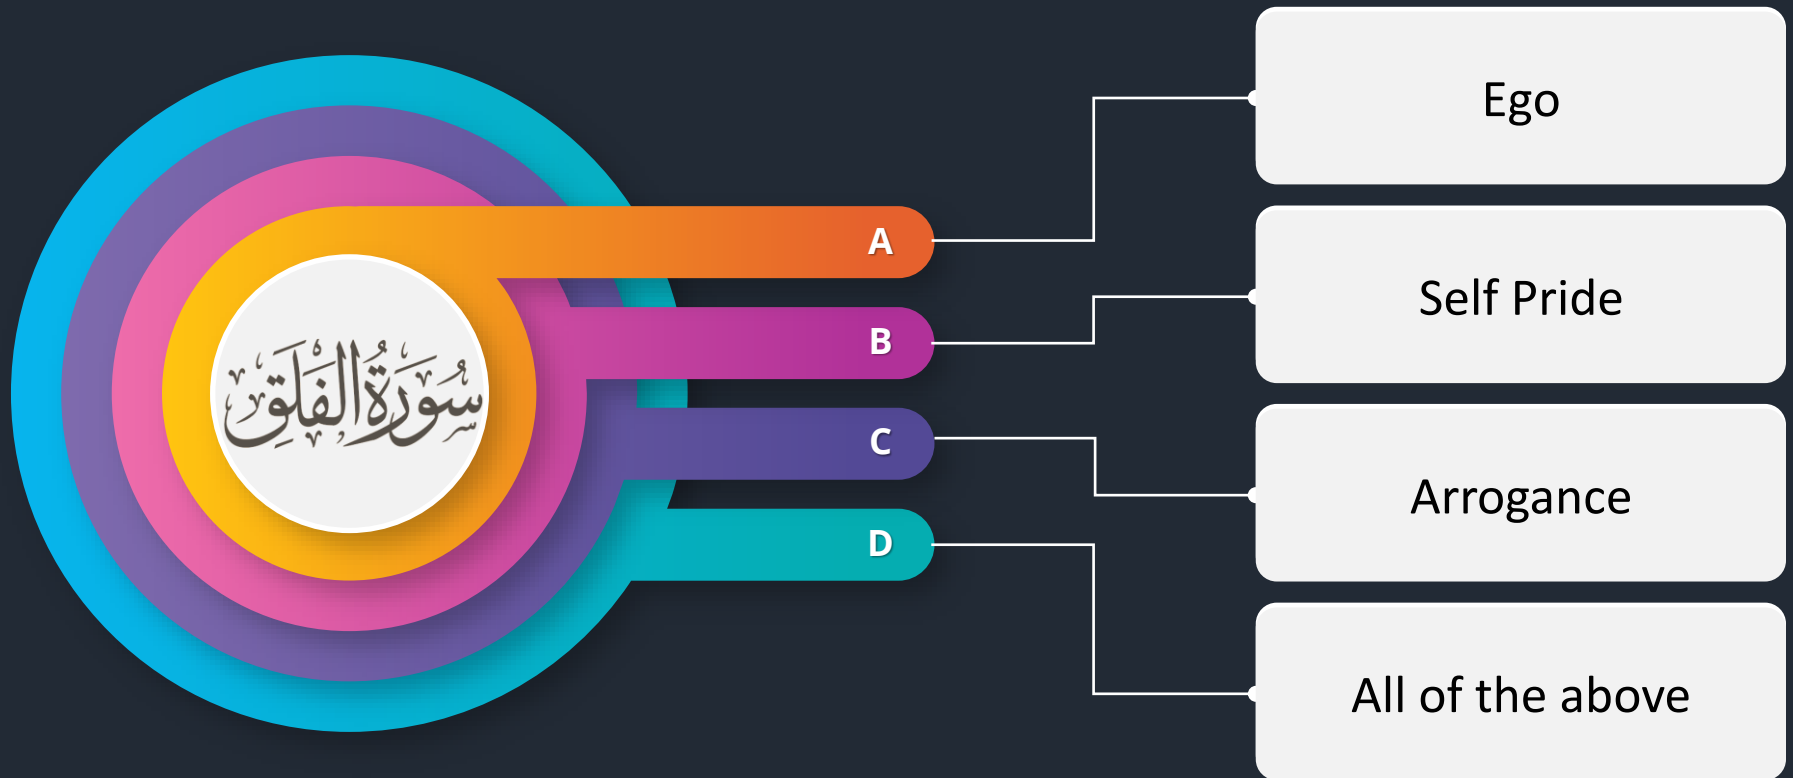 سُورَةُ الفَلَقِ
A
Ego
B
Self Pride
C
Arrogance
D
All of the above